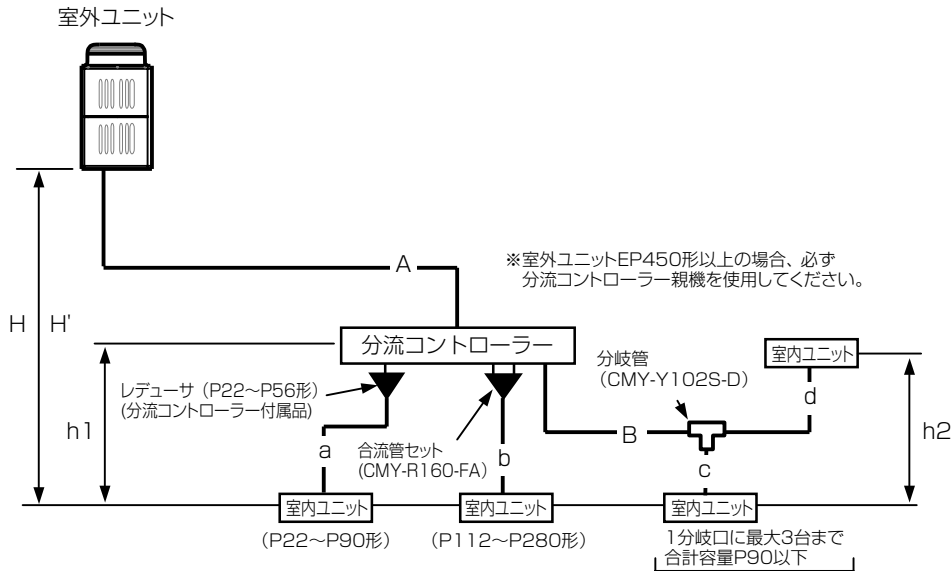 室外ユニット
A
※室外ユニットEP450形以上の場合、必ず
分流コントローラー親機を使用してください。
H
H'
分流コントローラー
分岐管
(CMY-Y102S-D)
室内ユニット
レデューサ (P22~P56形)
(分流コントローラー付属品)
h1
a
合流管セット
(CMY-R160-FA)
b
B
d
c
h2
室内ユニット
室内ユニット
室内ユニット
(P22~P90形)
(P112~P280形)
1分岐口に最大3台まで
合計容量P90以下